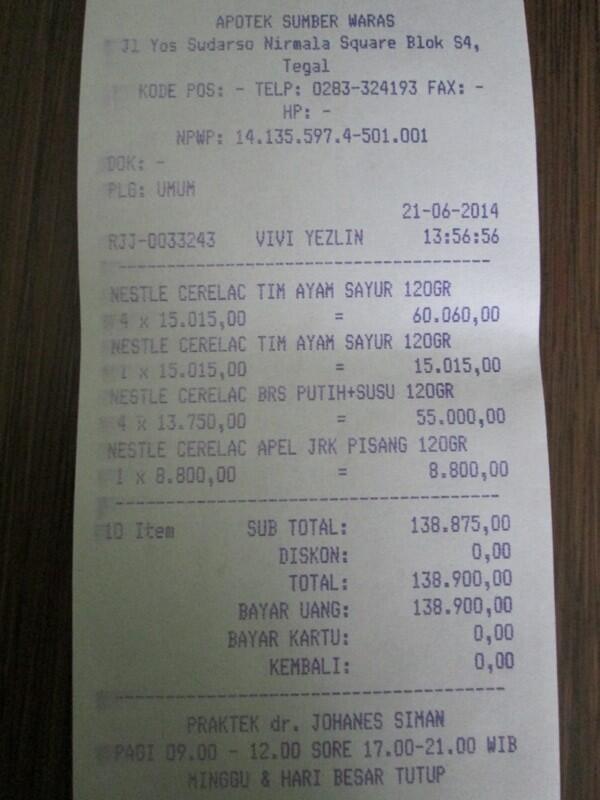 APOTEK SUMBER WARAS
Jl Yos Sudarso Nirmala Square Blok S4,
Tegal
KODE POS: - TELP: 0283-324193 FAX: -
HP: -
NPWP: 14.135.597.4-501.001
DOK: -
PLG: UMUM
21-06-2014
RJJ-0033243 VIVI YEZLIN 13:56:56
NESTLE CERELAC TIM AYAM SAYUR 120GR
4 x 15.015,00 = 60.060,00
NESTLE CERELAC TIM AYAM SAYUR 120GR
1 x 15.015,00 = 15.015,00
NESTLE CERELAC BRS PUTIH+SUSU 120GR
4 x 13.750,00 = 55.000,00
NESTLE CERELAC APEL JRK PISANG 120GR
1 x 8.800,00 = 8.800,00
10 Item SUB TOTAL: 138.875,00
DISKON: 0,00
TOTAL: 138.900,00
BAYAR UANG: 138.900,00
BAYAR KARTU: 0,00
KEMBALI: 0,00
PRAKTEK dr. JOHANES SIMAN
PAGI 09.00 - 12.00 SORE 17.00-21.00 WIB
MINGGU & HARI BESAR TUTUP